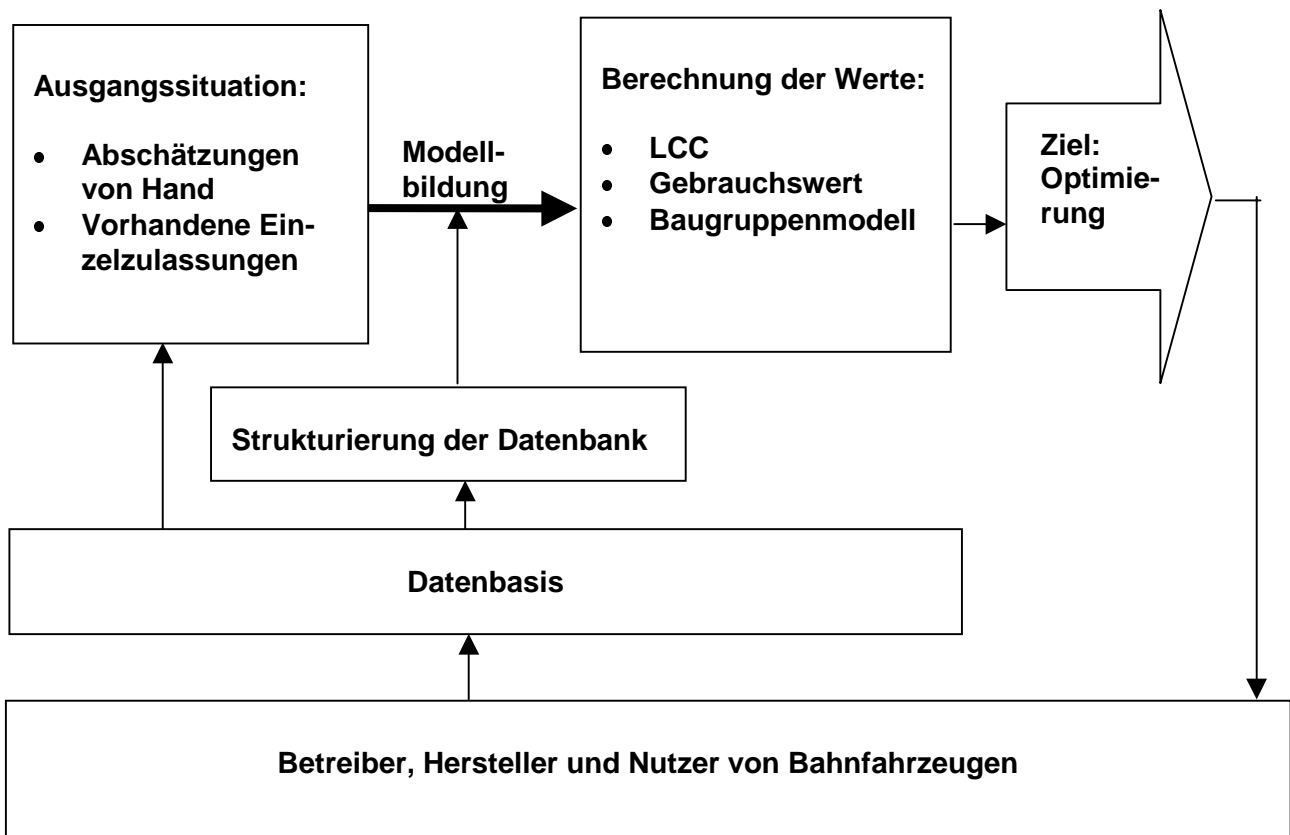 Ausgangssituation:
• Abschätzungen
von Hand
• Vorhandene Ein-
zelzulassungen
Modell-
bildung
Berechnung der Werte:
• LCC
• Gebrauchswert
• Baugruppenmodell
Ziel:
Optimie-
rung
Strukturierung der Datenbank
Datenbasis
Betreiber, Hersteller und Nutzer von Bahnfahrzeugen